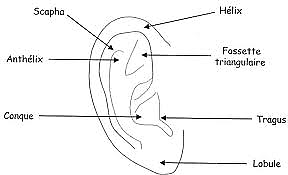 Scapha
Hélix
Anthélix
Fossette
triangulaire
Conque
Tragus
Lobule